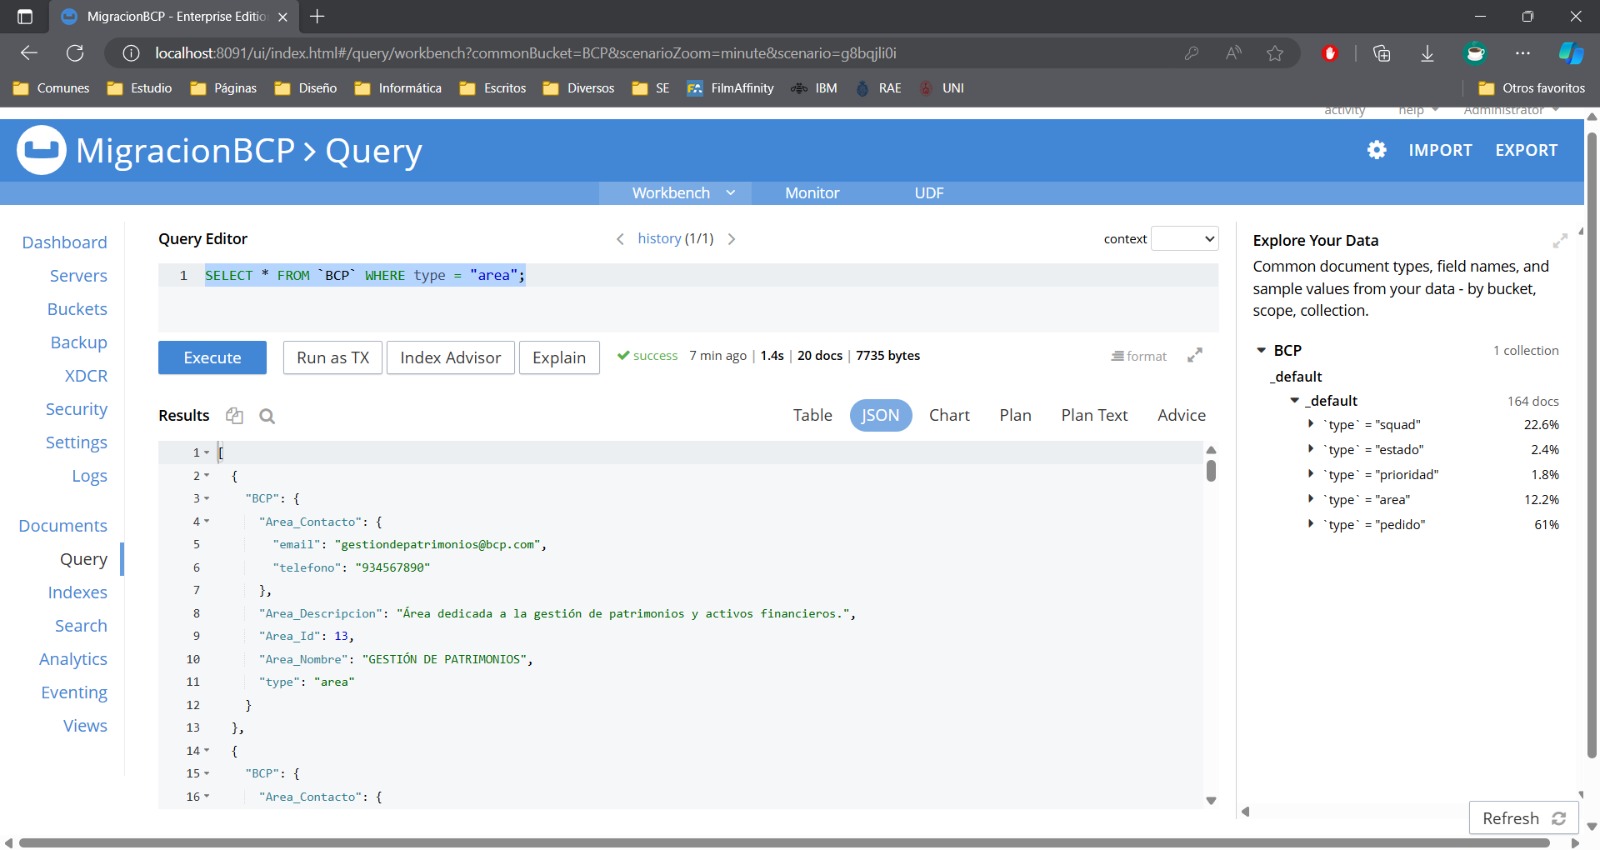 MigracionBCP - Enterprise Editio
localhost:8091/ui/index.html#/query/workbench?commonBucket=BCP&scenarioZoom=minute&scenario=g8bqjli0i
Comunes Estudio Páginas Diseño Informática Escritos Diversos SE FilmAffinity IBM RAE UNI Otros favoritos
activity help Administrator
MigracionBCP > Query IMPORT EXPORT
Workbench Monitor UDF
Dashboard
Servers
Buckets
Backup
XDCR
Security
Settings
Logs
Documents
Query
Indexes
Search
Analytics
Eventing
Views
Query Editor < history (1/1) > context
1 SELECT * FROM `BCP` WHERE type = "area";
Execute Run as TX Index Advisor Explain success 7 min ago | 1.4s | 20 docs | 7735 bytes format
Results Table JSON Chart Plan Plan Text Advice
1 [
2 {
3 "BCP": {
4 "Area_Contacto": {
5 "email": "gestiondepatrimonios@bcp.com",
6 "telefono": "934567890"
7 },
8 "Area_Descripcion": "Área dedicada a la gestión de patrimonios y activos financieros.",
9 "Area_Id": 13,
10 "Area_Nombre": "GESTIÓN DE PATRIMONIOS",
11 "type": "area"
12 }
13 },
14 {
15 "BCP": {
16 "Area_Contacto": {
Explore Your Data
Common document types, field names, and
sample values from your data - by bucket,
scope, collection.
BCP 1 collection
_default
_default 164 docs
`type` = "squad" 22.6%
`type` = "estado" 2.4%
`type` = "prioridad" 1.8%
`type` = "area" 12.2%
`type` = "pedido" 61%
Refresh